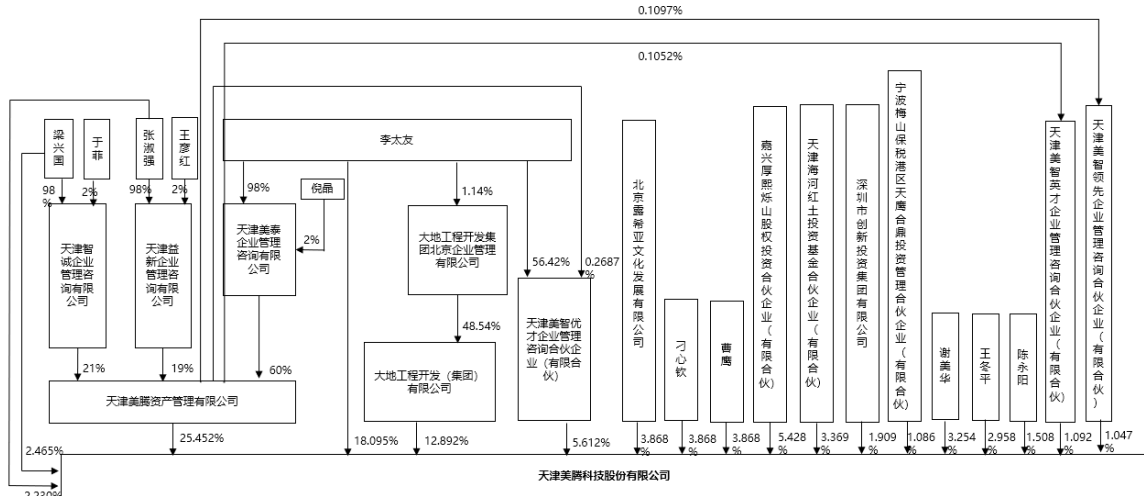 0.1097%
0.1052%
梁兴国
于菲
张淑强
王彦红
李太友
倪晶
98
%
2%
98%
2%
98%
2%
1.14%
天津智
诚企业
管理咨
询有限
公司
天津益
新企业
管理咨
询有限
公司
天津美泰
企业管理
咨询有限
公司
大地工程开发集
团北京企业管理
有限公司
56.42%
0.2687
%
天津美智优
才企业管理
咨询合伙企
业（有限合
伙）
48.54%
大地工程开发（集团）
有限公司
21%
19%
60%
天津美腾资产管理有限公司
北京露希亚文化发展有限公司
刁心钦
曹鹰
嘉兴厚熙烁山股权投资合伙企业（有限合伙）
天津海河红土投资基金合伙企业（有限合伙）
深圳市创新投资集团有限公司
宁波梅山保税港区天鹰合鼎投资管理合伙企业（有限合伙）
谢美华
王冬平
陈永阳
天津美智英才企业管理咨询合伙企业（有限合伙）
天津美智领先企业管理咨询合伙企业（有限合伙）
2.465%
2.230%
25.452%
18.095%
12.892%
5.612%
3.868
%
3.868
%
3.868
%
5.428
%
3.369
%
1.909
%
1.086
%
3.254
%
2.958
%
1.508
%
1.092
%
1.047
%
天津美腾科技股份有限公司